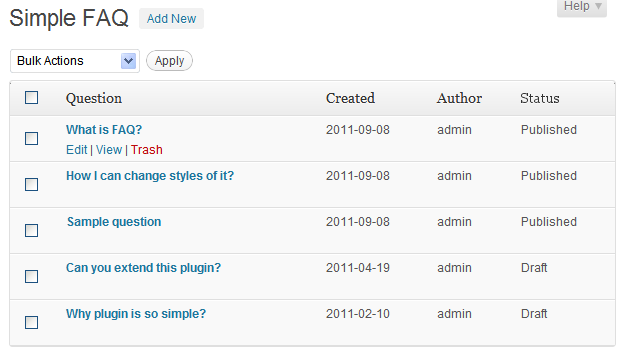 Simple FAQ Add New Help
Bulk Actions Apply
Question Created Author Status
What is FAQ? 2011-09-08 admin Published
Edit | View | Trash
How I can change styles of it? 2011-09-08 admin Published
Sample question 2011-09-08 admin Published
Can you extend this plugin? 2011-04-19 admin Draft
Why plugin is so simple? 2011-02-10 admin Draft